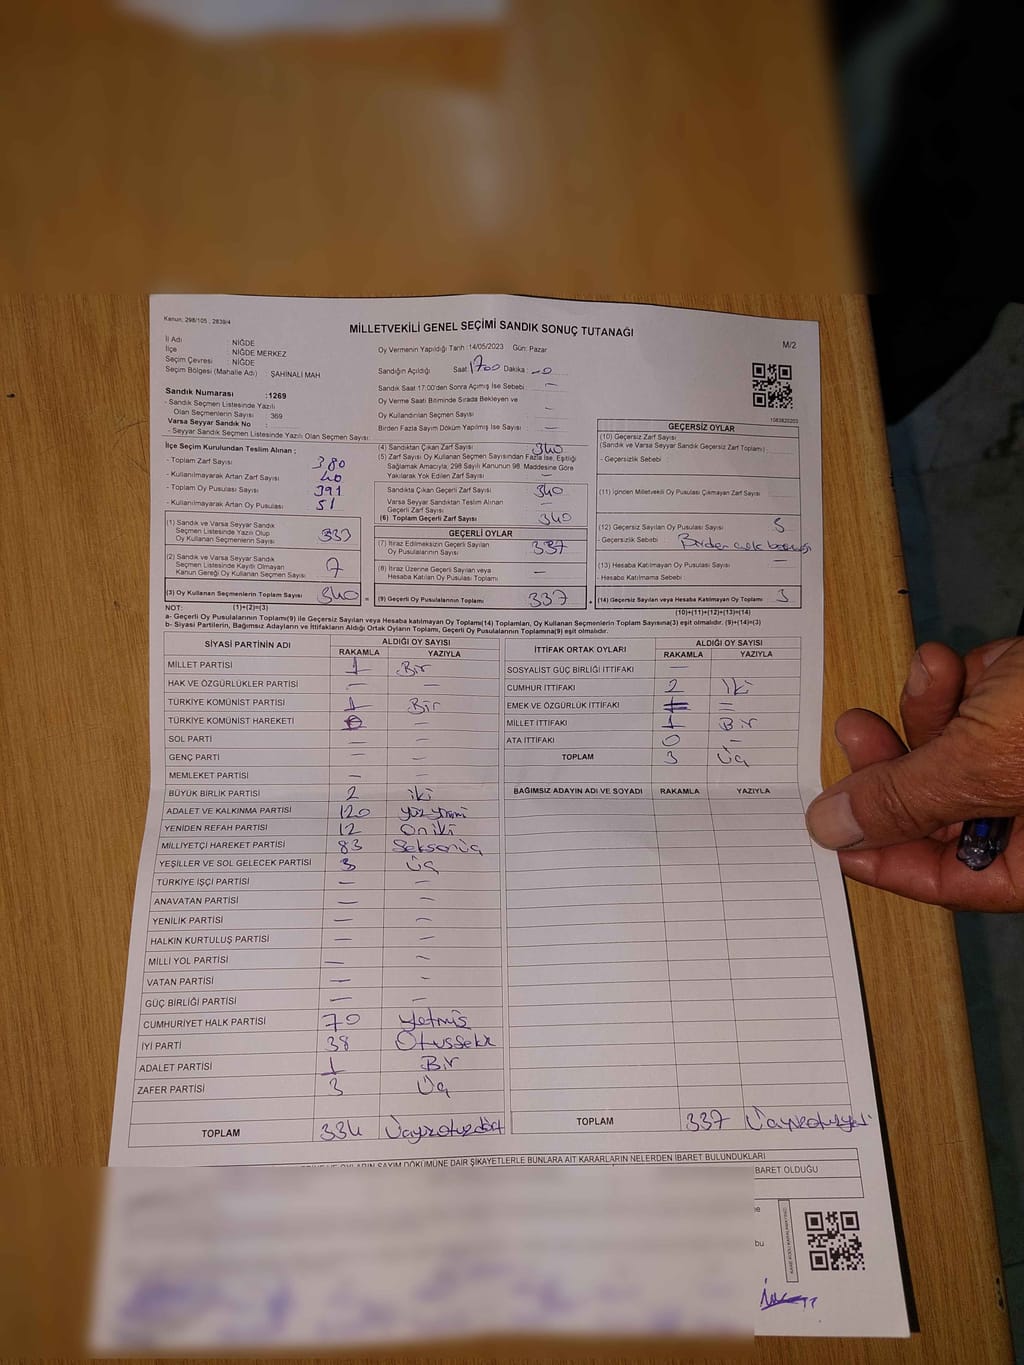 Kanun: 298/105 , 2839/4
MİLLETVEKİLİ GENEL SEÇİMİ SANDIK SONUÇ TUTANAĞI
M/2
İl Adı : NİĞDE
İlçe : NİĞDE MERKEZ
Seçim Çevresi : NİĞDE
Seçim Bölgesi (Mahalle Adı) : ŞAHİNALİ MAH
Sandık Numarası :1269
- Sandık Seçmen Listesinde Yazılı
Olan Seçmenlerin Sayısı : 369
Varsa Seyyar Sandık No :
- Seyyar Sandık Seçmen Listesinde Yazılı Olan Seçmen Sayısı:
Oy Vermenin Yapıldığı Tarih :14/05/2023 Gün: Pazar
Sandığın Açıldığı Saat: 1700 Dakika:
Sandık Saat 17:00'den Sonra Açımış İse Sebebi: —
Oy Verme Saati Bitiminde Sırada Bekleyen ve
Oy Kullandırılan Seçmen Sayısı —
Birden Fazla Sayım Döküm Yapılmış İse Sayısı : —
1083820203
İlçe Seçim Kurulundan Teslim Alınan ;
- Toplam Zarf Sayısı 380
- Kullanılmayarak Artan Zarf Sayısı 40
- Toplam Oy Pusulası Sayısı 391
- Kullanılmayarak Artan Oy Pusulası 51
(1) Sandık ve Varsa Seyyar Sandık
Seçmen Listesinde Yazılı Olup
Oy Kullanan Seçmenlerin Sayısı 333
(2) Sandık ve Varsa Seyyar Sandık
Seçmen Listesinde Kayıtlı Olmayan
Kanun Gereği Oy Kullanan Seçmen Sayısı 7
(3) Oy Kullanan Seçmenlerin Toplam Sayısı 340 =
(4) Sandıktan Çıkan Zarf Sayısı 340
(5) Zarf Sayısı Oy Kullanan Seçmen Sayısından Fazla İse, Eşitliği
Sağlamak Amacıyla; 298 Sayılı Kanunun 98. Maddesine Göre
Yakılarak Yok Edilen Zarf Sayısı —
Sandıkta Çıkan Geçerli Zarf Sayısı 340
Varsa Seyyar Sandıktan Teslim Alınan
Geçerli Zarf Sayısı —
(6) Toplam Geçerli Zarf Sayısı 340
GEÇERLİ OYLAR
(7) İtiraz Edilmeksizin Geçerli Sayılan
Oy Pusulalarının Sayısı 337
(8) İtiraz Üzerine Geçerli Sayılan veya
Hesaba Katılan Oy Pusulası Toplamı —
(9) Geçerli Oy Pusulalarının Toplamı 337 +
GEÇERSİZ OYLAR
(10) Geçersiz Zarf Sayısı
(Sandık ve Varsa Seyyar Sandık Geçersiz Zarf Toplamı) :
- Geçersizlik Sebebi :
(11) İçinden Milletvekili Oy Pusulası Çıkmayan Zarf Sayısı
(12) Geçersiz Sayılan Oy Pusulası Sayısı
- Geçersizlik Sebebi : Birden
(13) Hesaba Katılmayan Oy Pusulası Sayısı —
- Hesaba Katılmama Sebebi :
(14) Geçersiz Sayılan veya Hesaba Katılmayan Oy Toplamı 3
NOT: (1)+(2)=(3)
(10)+(11)+(12)+(13)=(14)
a- Geçerli Oy Pusulalarının Toplamı(9) ile Geçersiz Sayılan veya Hesaba Katılmayan Oy Toplamı(14) Toplamları, Oy Kullanan Seçmenlerin Toplam Sayısına(3) eşit olmalıdır. (9)+(14)=(3)
b- Siyasi Partilerin, Bağımsız Adayların ve İttifakların Aldığı Ortak Oyların Toplamı, Geçerli Oy Pusulalarının Toplamına(9) eşit olmalıdır.
SİYASİ PARTİNİN ADI ALDIĞI OY SAYISI
RAKAMLA YAZIYLA
MİLLET PARTİSİ 1 Bir
HAK VE ÖZGÜRLÜKLER PARTİSİ — —
TÜRKİYE KOMÜNİST PARTİSİ 1 Bir
TÜRKİYE KOMÜNİST HAREKETİ —
SOL PARTİ — —
GENÇ PARTİ — —
MEMLEKET PARTİSİ — —
BÜYÜK BİRLİK PARTİSİ 2 iki
ADALET VE KALKINMA PARTİSİ 120 yüzyirmi
YENİDEN REFAH PARTİSİ 12 Oniki
MİLLİYETÇİ HAREKET PARTİSİ 83 Seksenüç
YEŞİLLER VE SOL GELECEK PARTİSİ 3 Üç
TÜRKİYE İŞÇİ PARTİSİ — —
ANAVATAN PARTİSİ — —
YENİLİK PARTİSİ — —
HALKIN KURTULUŞ PARTİSİ — —
MİLLİ YOL PARTİSİ — —
VATAN PARTİSİ — —
GÜÇ BİRLİĞİ PARTİSİ — —
CUMHURİYET HALK PARTİSİ 70 yetmiş
İYİ PARTİ 38 Otuzsekiz
ADALET PARTİSİ 1 Bir
ZAFER PARTİSİ 3 Üç
TOPLAM 334 Üçyüzotuzdört
İTTİFAK ORTAK OYLARI ALDIĞI OY SAYISI
RAKAMLA YAZIYLA
SOSYALİST GÜÇ BİRLİĞİ İTTİFAKI —
CUMHUR İTTİFAKI 2 İki
EMEK VE ÖZGÜRLÜK İTTİFAKI
MİLLET İTTİFAKI 1 Bir
ATA İTTİFAKI 0 —
TOPLAM 3 Üç
BAĞIMSIZ ADAYIN ADI VE SOYADI RAKAMLA YAZIYLA
TOPLAM 337 Üçyüzotuzyedi
OYLARIN SAYIM DÖKÜMÜNE DAİR ŞİKAYETLERLE BUNLARA AİT KARARLARIN NELERDEN İBARET BULUNDUKLARI
İBARET OLDUĞU